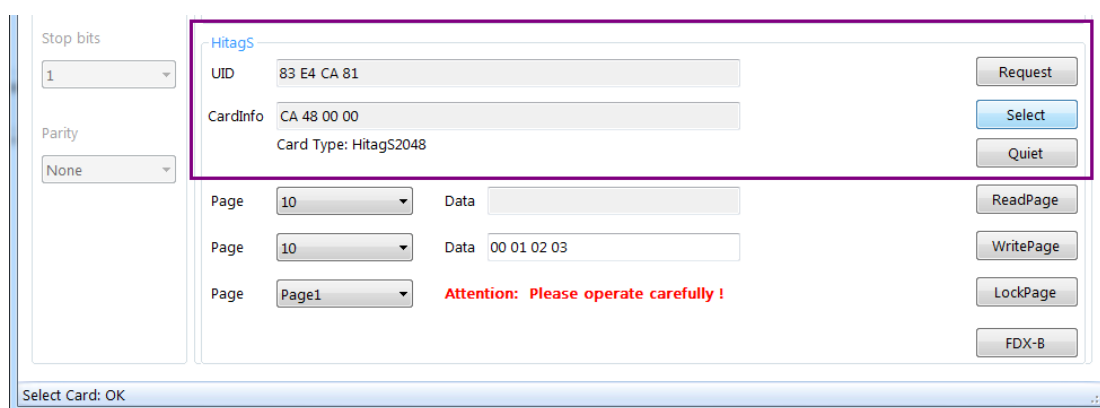 Stop bits
1
Parity
None
HitagS
UID 83 E4 CA 81 Request
CardInfo CA 48 00 00 Select
Card Type: HitagS2048
Quiet
Page 10 Data ReadPage
Page 10 Data 00 01 02 03 WritePage
Page Page1 Attention: Please operate carefully ! LockPage
FDX-B
Select Card: OK